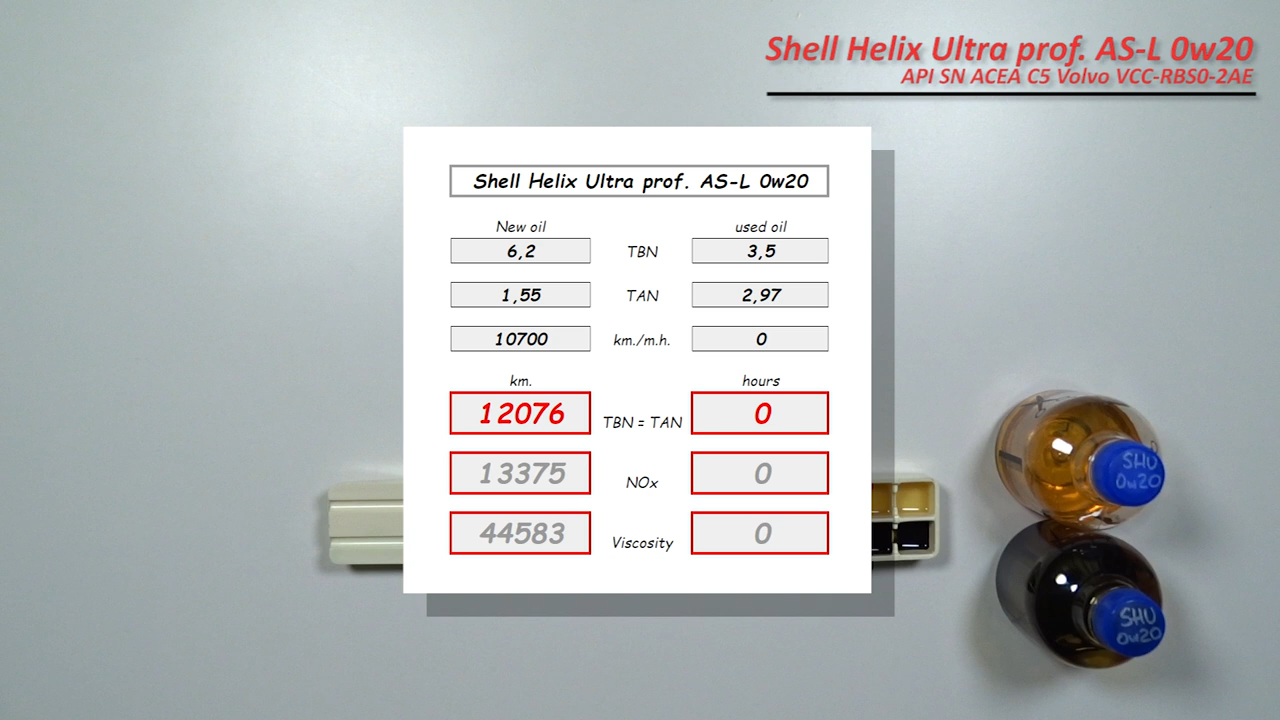 Shell Helix Ultra prof. AS-L 0w20
API SN ACEA C5 Volvo VCC-RBS0-2AE
Shell Helix Ultra prof. AS-L 0w20
New oil used oil
6,2 TBN 3,5
1,55 TAN 2,97
10700 km./m.h. 0
km. hours
12076 TBN = TAN 0
13375 NOx 0
44583 Viscosity 0
SHU
0w20
SHU
0w20